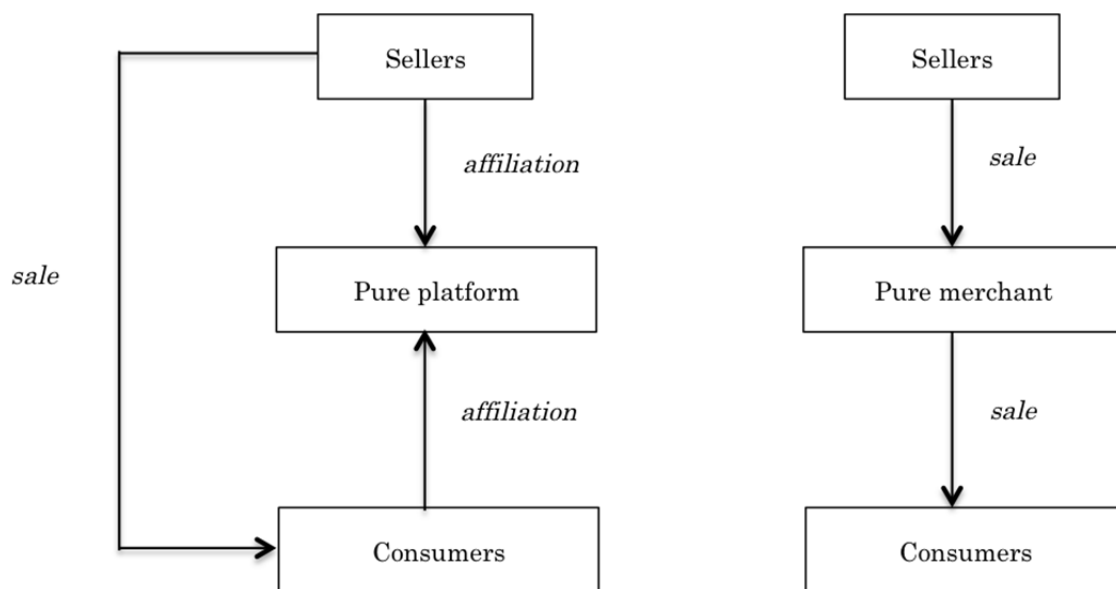 Sellers
affiliation
sale
Pure platform
affiliation
Consumers
Sellers
sale
Pure merchant
sale
Consumers